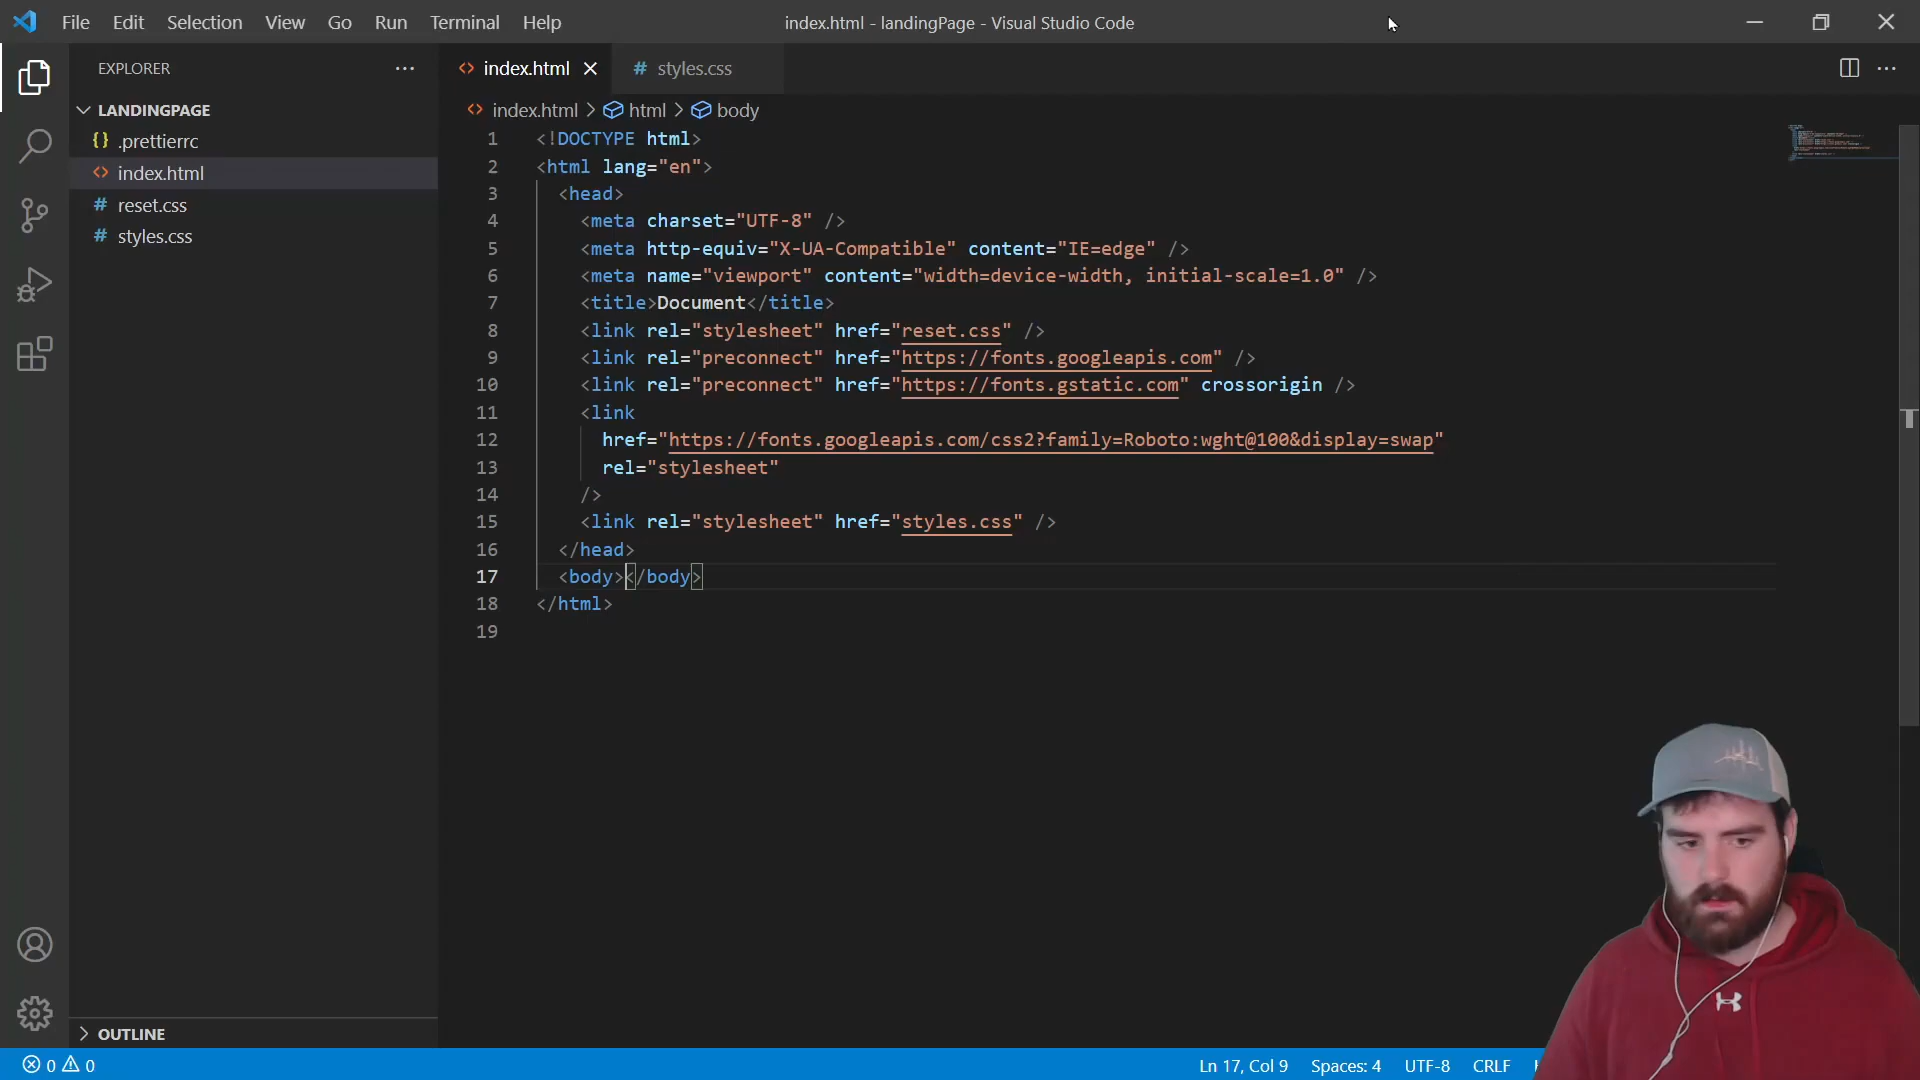 File Edit Selection View Go Run Terminal Help
index.html - landingPage - Visual Studio Code
EXPLORER
LANDINGPAGE
{} .prettierrc
<> index.html
# reset.css
# styles.css
OUTLINE
<> index.html
# styles.css
<> index.html > html > body
1 <!DOCTYPE html>
2 <html lang="en">
3 <head>
4 <meta charset="UTF-8" />
5 <meta http-equiv="X-UA-Compatible" content="IE=edge" />
6 <meta name="viewport" content="width=device-width, initial-scale=1.0" />
7 <title>Document</title>
8 <link rel="stylesheet" href="reset.css" />
9 <link rel="preconnect" href="https://fonts.googleapis.com" />
10 <link rel="preconnect" href="https://fonts.gstatic.com" crossorigin />
11 <link
12 href="https://fonts.googleapis.com/css2?family=Roboto:wght@100&display=swap"
13 rel="stylesheet"
14 />
15 <link rel="stylesheet" href="styles.css" />
16 </head>
17 <body></body>
18 </html>
19
0 0
Ln 17, Col 9 Spaces: 4 UTF-8 CRLF